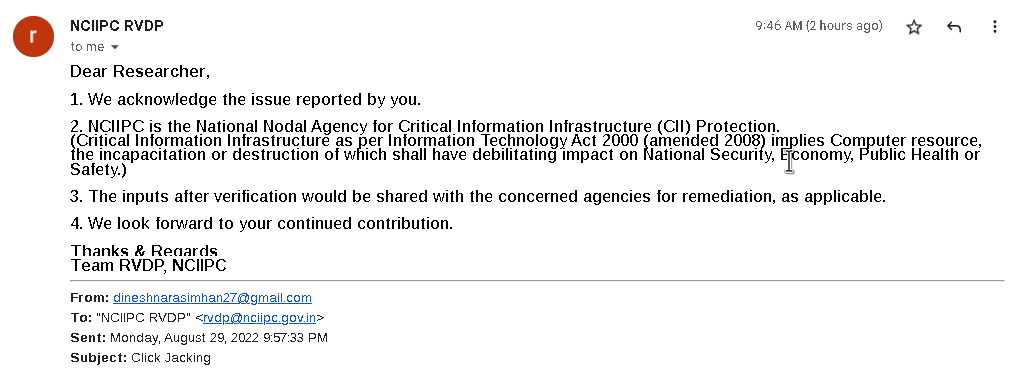 NCIIPC RVDP
9:46 AM (2 hours ago)
r
to me
Dear Researcher,
1. We acknowledge the issue reported by you.
2. NCIIPC is the National Nodal Agency for Critical Information Infrastructure (CII) Protection.
(Critical Information Infrastructure as per Information Technology Act 2000 (amended 2008) implies Computer resource,
the incapacitation or destruction of which shall have debilitating impact on National Security, Economy, Public Health or
Safety.)
3. The inputs after verification would be shared with the concerned agencies for remediation, as applicable.
4. We look forward to your continued contribution.
Thanks & Regards
Team RVDP, NCIIPC
From: dineshnarasimhan27@gmail.com
To: "NCIIPC RVDP" <rvdp@nciipc.gov.in>
Sent: Monday, August 29, 2022 9:57:33 PM
Subject: Click Jacking